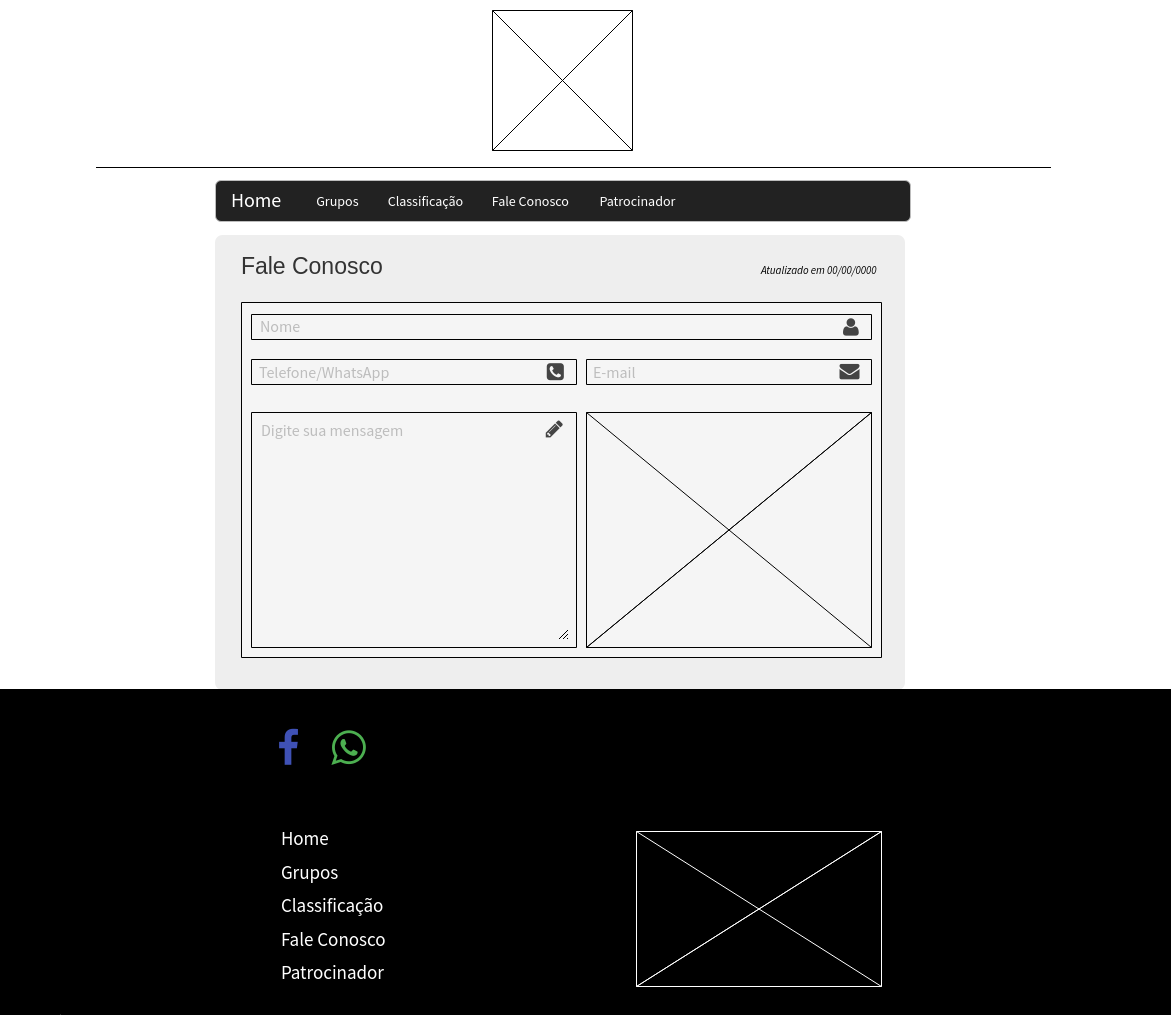 Home Grupos Classificação Fale Conosco Patrocinador
Fale Conosco
Atualizado em 00/00/0000
Nome
Telefone/WhatsApp
E-mail
Digite sua mensagem
Home
Grupos
Classificação
Fale Conosco
Patrocinador